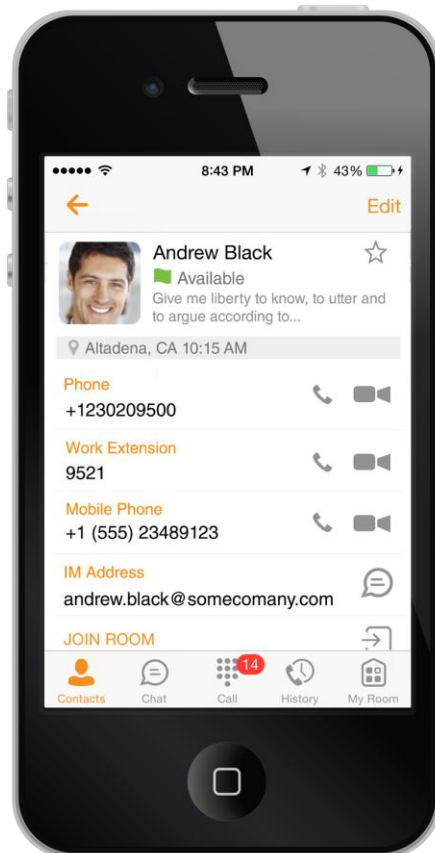 8:43 PM 43%
Edit
Andrew Black
Available
Give me liberty to know, to utter and
to argue according to...
Altadena, CA 10:15 AM
Phone
+1230209500
Work Extension
9521
Mobile Phone
+1 (555) 23489123
IM Address
andrew.black@somecomany.com
JOIN ROOM
14
Contacts Chat Call History My Room